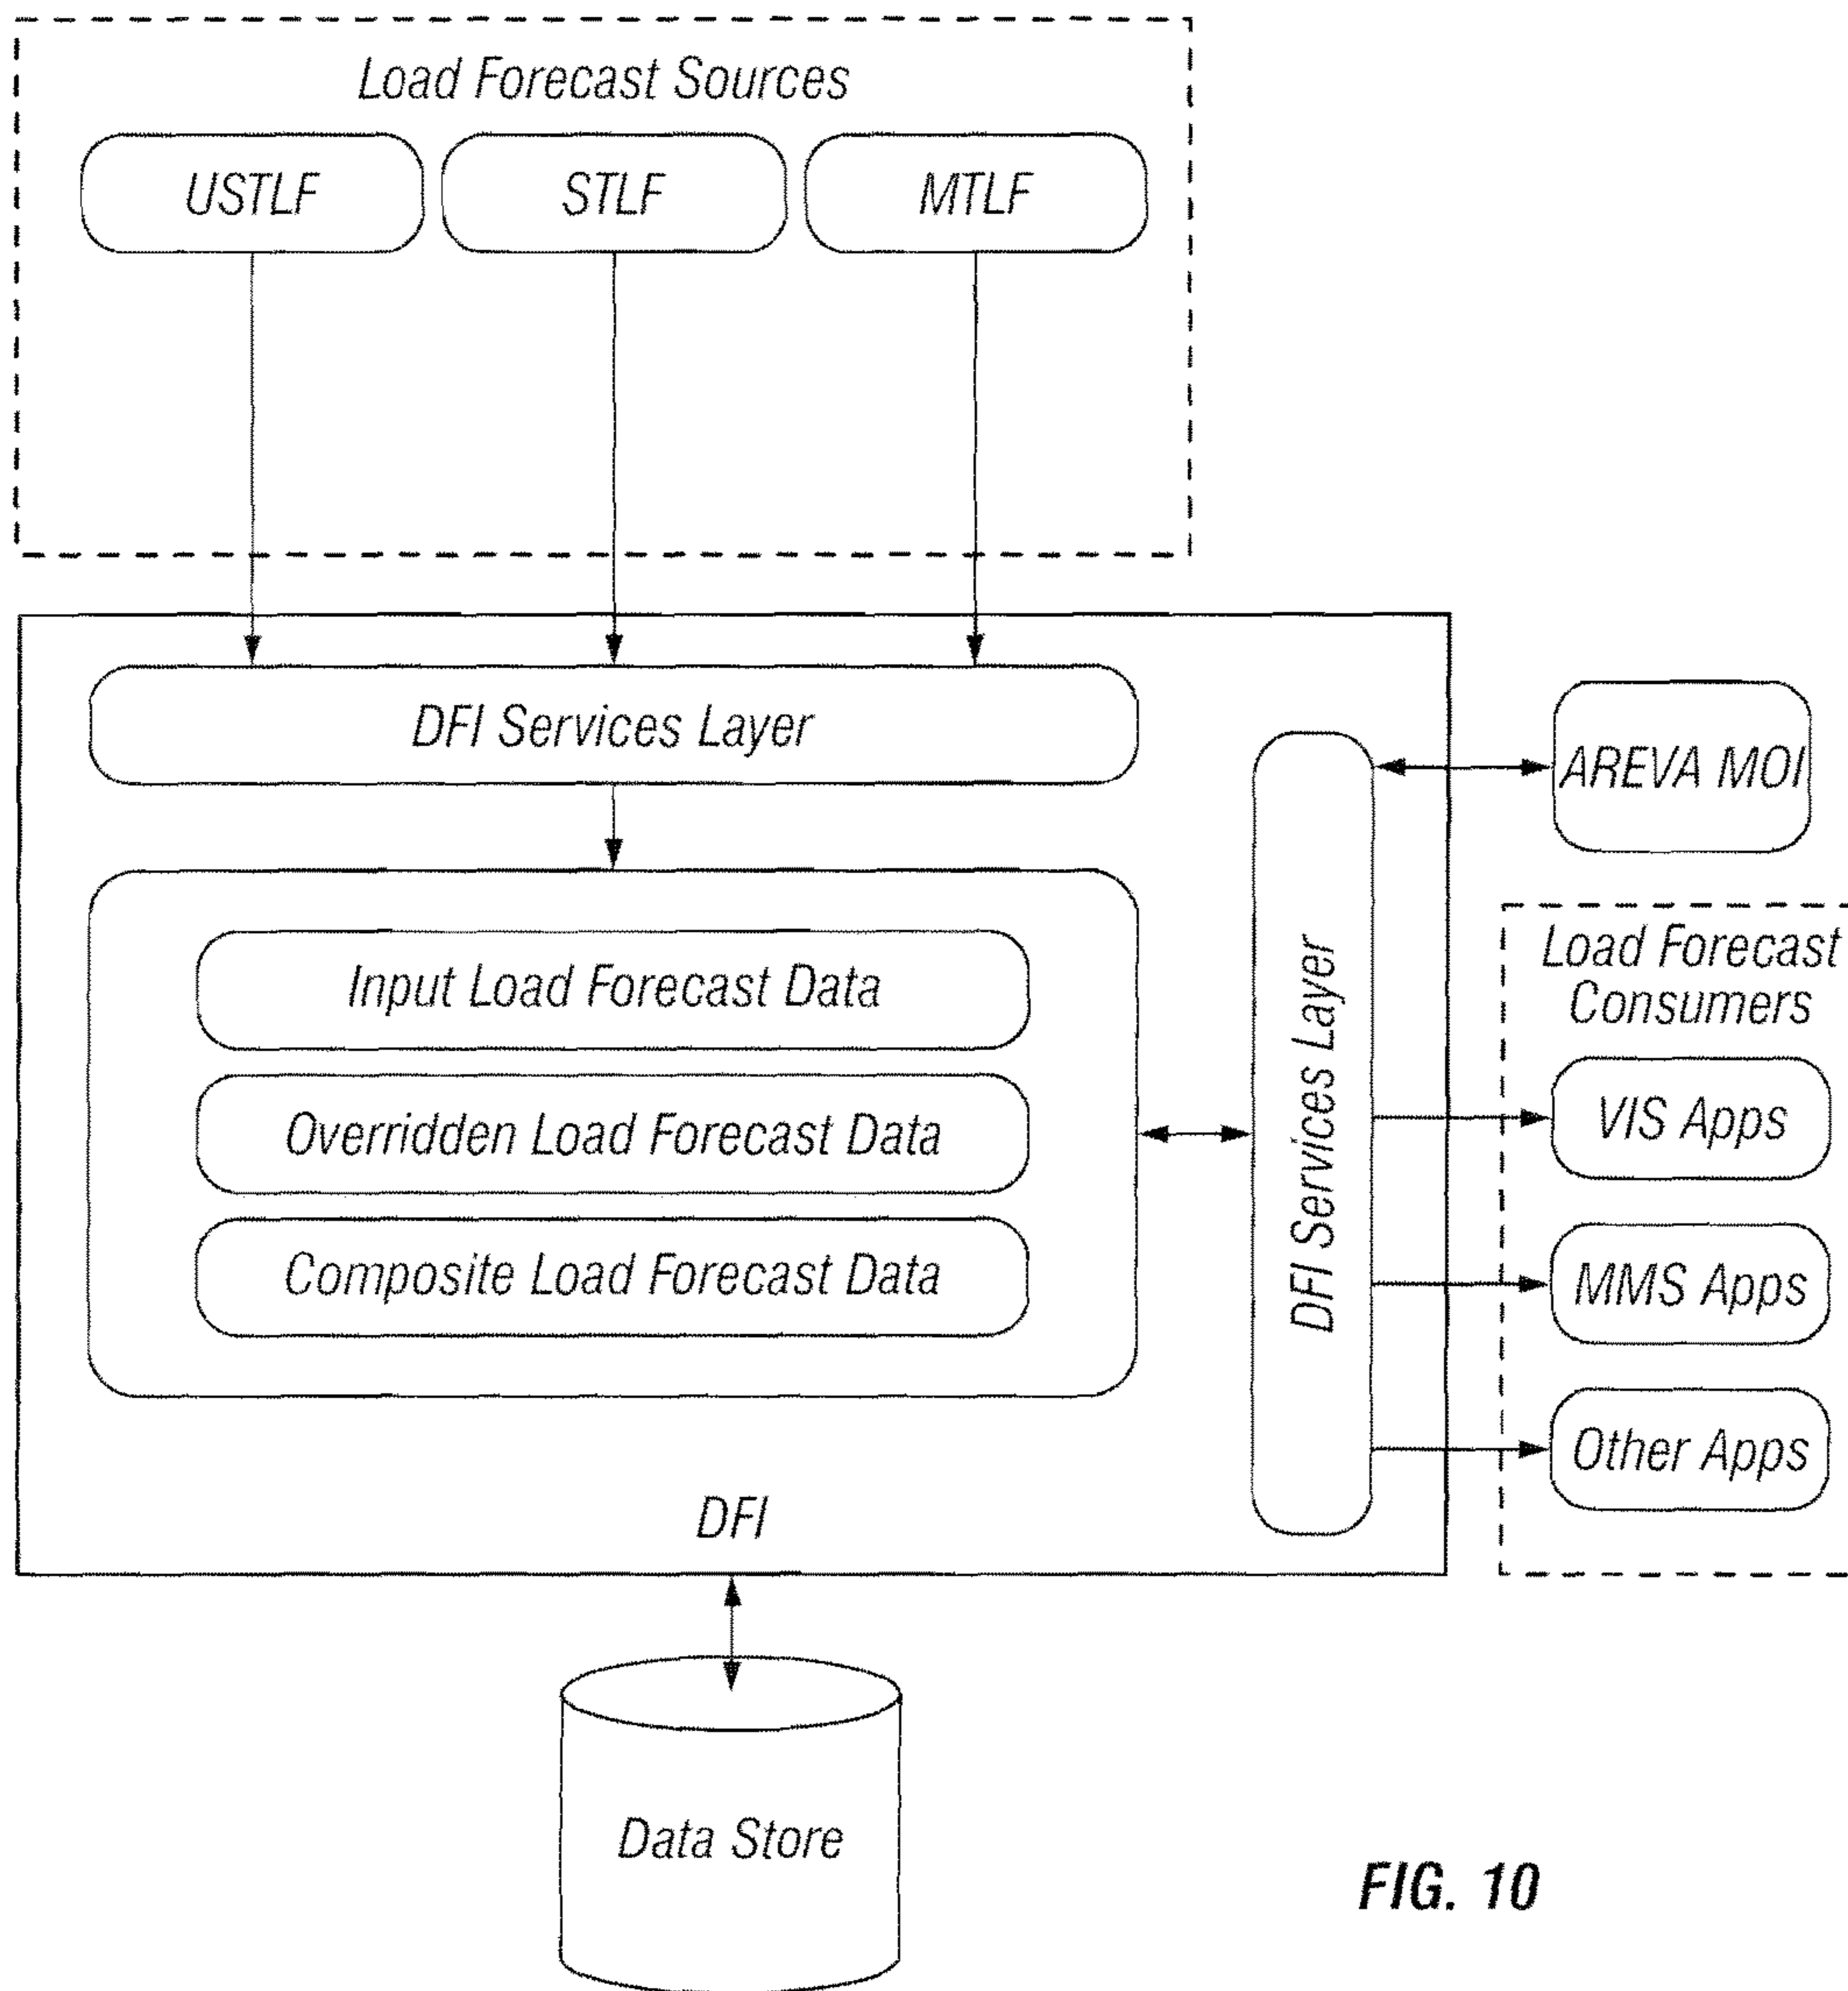 Load Forecast Sources
USTLF
STLF
MTLF
DFI Services Layer
AREVA MOI
Input Load Forecast Data
Overridden Load Forecast Data
Composite Load Forecast Data
DFI Services Layer
Load Forecast
Consumers
VIS Apps
MMS Apps
Other Apps
DFI
Data Store
FIG. 10